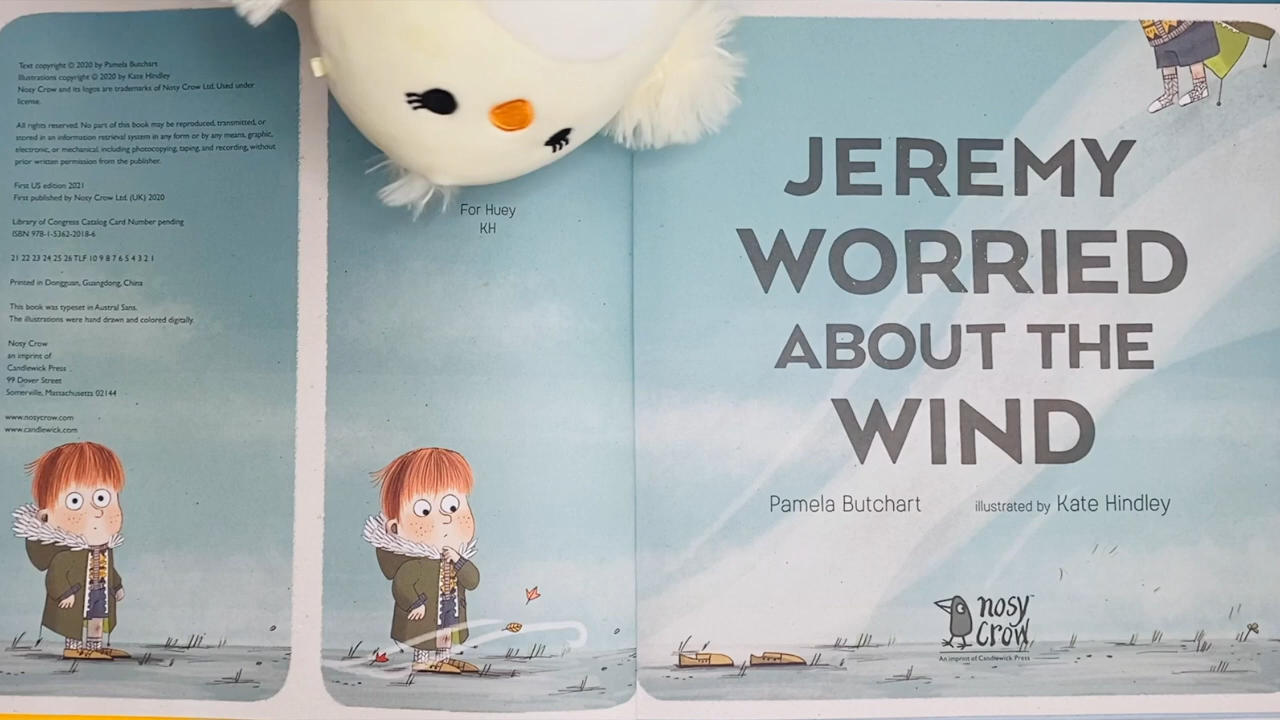 Text copyright © 2020 by Pamela Butchart
Illustrations copyright © 2020 by Kate Hindley
Nosy Crow and its logos are trademarks of Nosy Crow Ltd. Used under
license.
All rights reserved. No part of this book may be reproduced, transmitted, or
stored in an information retrieval system in any form or by any means, graphic,
electronic, or mechanical, including photocopying, taping, and recording, without
prior written permission from the publisher.
First US edition 2021
First published by Nosy Crow Ltd. (UK) 2020
Library of Congress Catalog Card Number pending
ISBN 978-1-5362-2018-6
21 22 23 24 25 26 TLF 10 9 8 7 6 5 4 3 2 1
Printed in Dongguan, Guangdong, China
This book was typeset in Austral Sans.
The illustrations were hand drawn and colored digitally.
Nosy Crow
an imprint of
Candlewick Press
99 Dover Street
Somerville, Massachusetts 02144
www.nosycrow.com
www.candlewick.com
For Huey
KH
JEREMY
WORRIED
ABOUT THE
WIND
Pamela Butchart illustrated by Kate Hindley
nosy
crow
An imprint of Candlewick Press